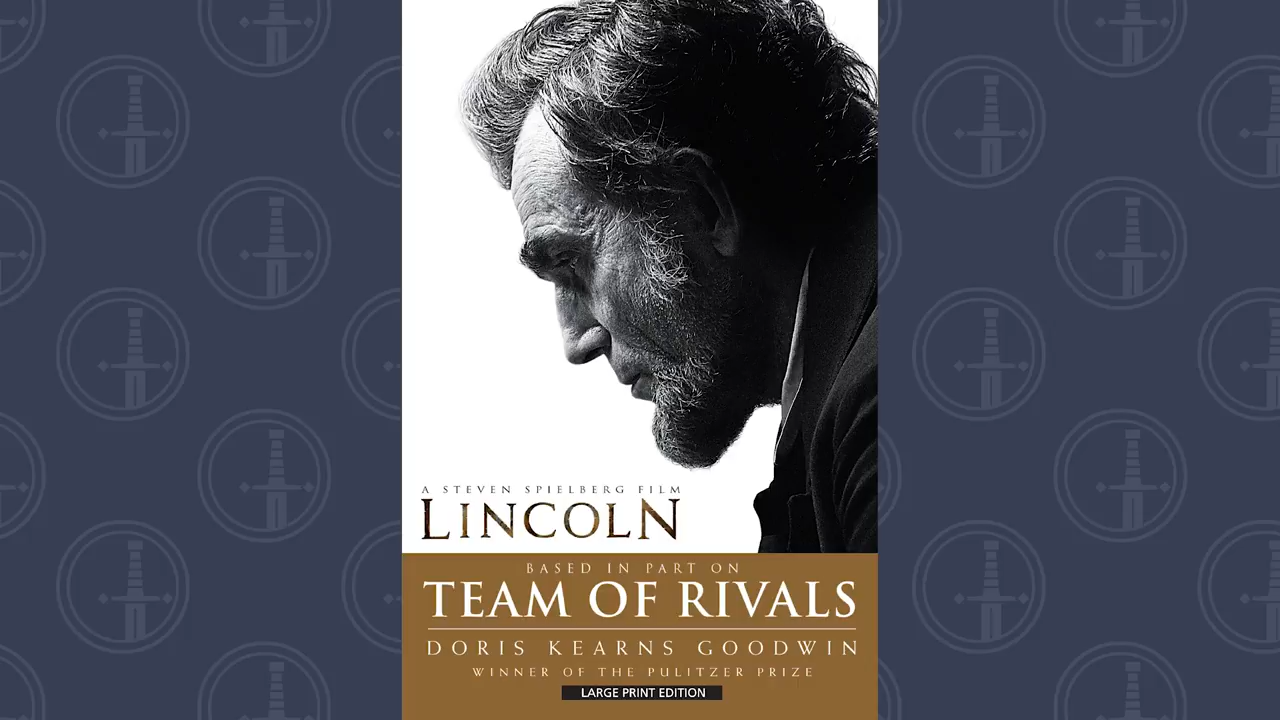 A STEVEN SPIELBERG FILM
LINCOLN
BASED IN PART ON
TEAM OF RIVALS
DORIS KEARNS GOODWIN
WINNER OF THE PULITZER PRIZE
LARGE PRINT EDITION